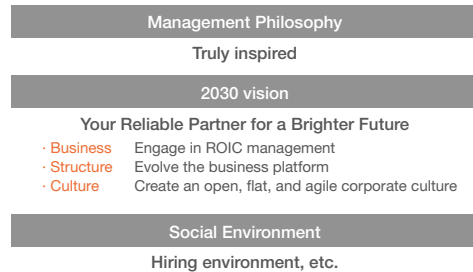 Management Philosophy
Truly inspired
2030 vision
Your Reliable Partner for a Brighter Future
· Business Engage in ROIC management
· Structure Evolve the business platform
· Culture Create an open, flat, and agile corporate culture
Social Environment
Hiring environment, etc.